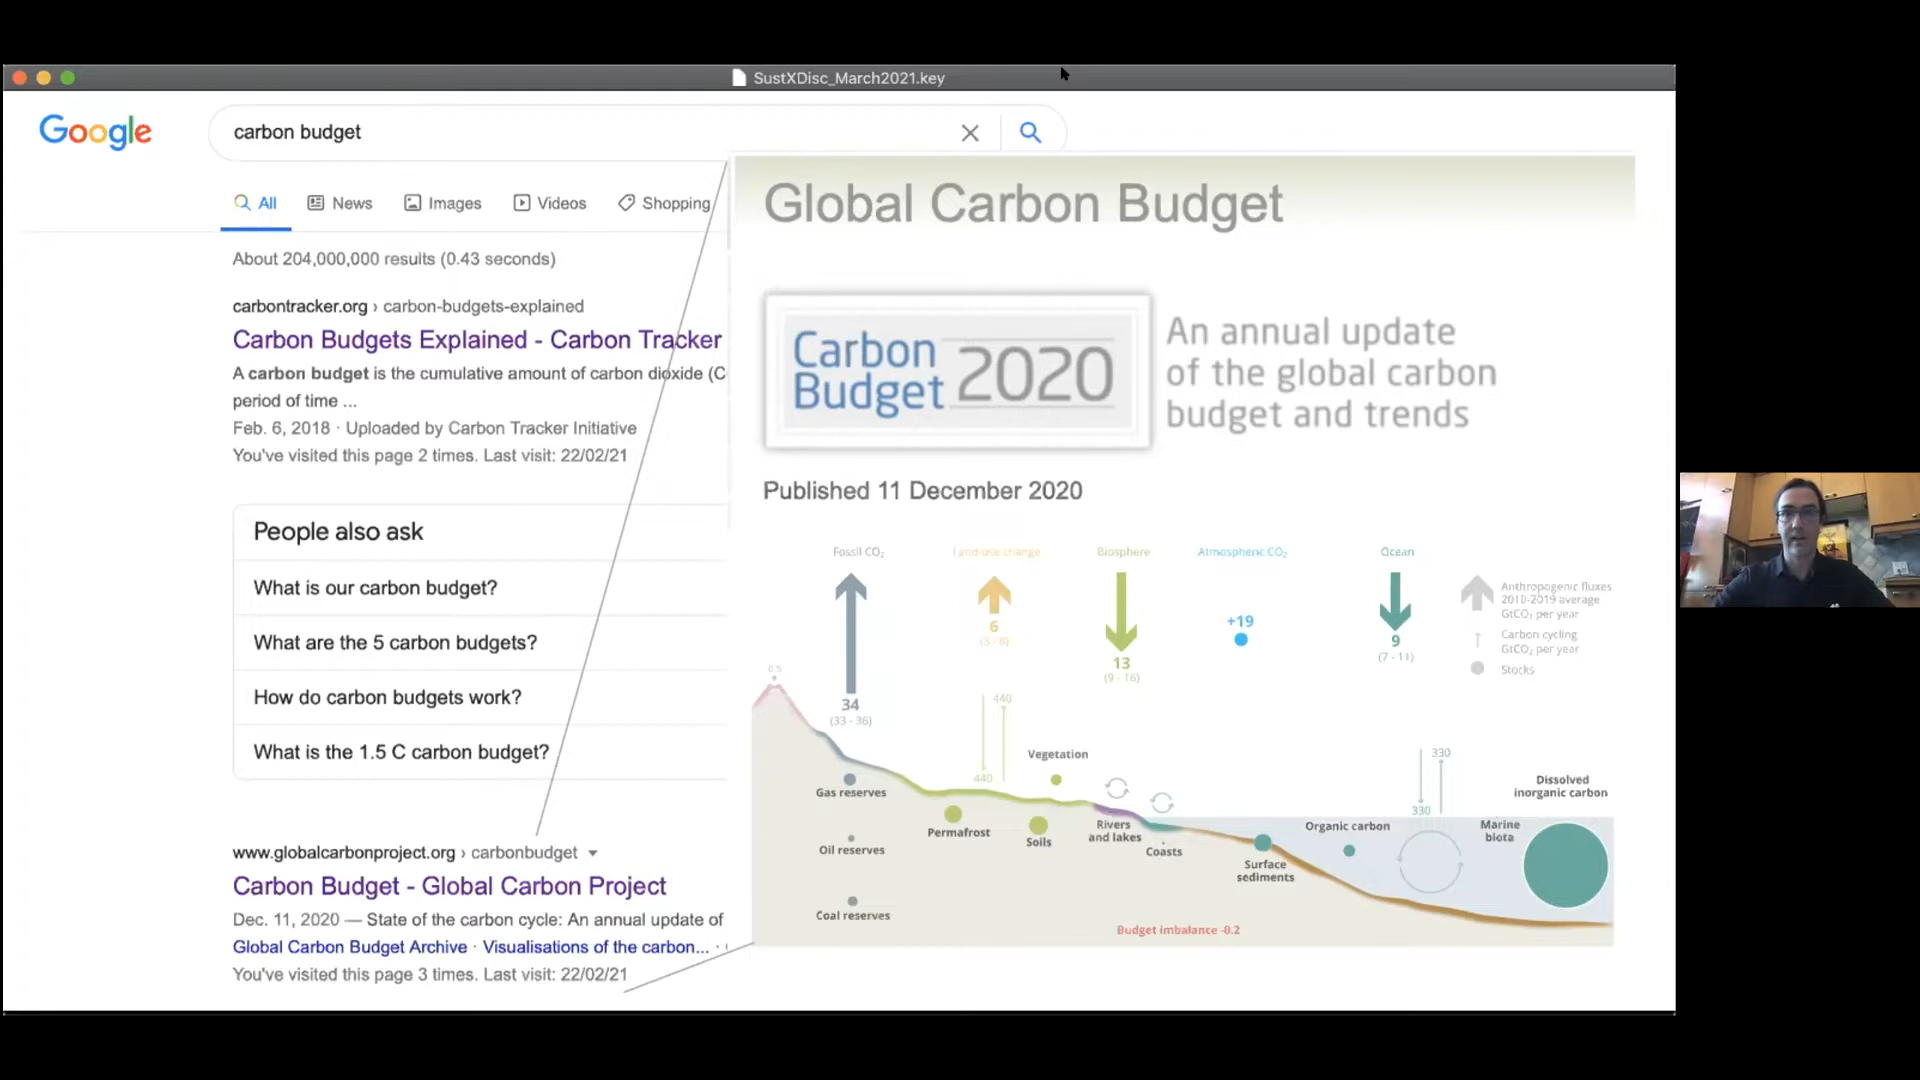 SustXDisc_March2021.key
Google
carbon budget
All
News
Images
Videos
Shopping
About 204,000,000 results (0.43 seconds)
carbontracker.org › carbon-budgets-explained
Carbon Budgets Explained - Carbon Tracker
A carbon budget is the cumulative amount of carbon dioxide (C
period of time ...
Feb. 6, 2018 · Uploaded by Carbon Tracker Initiative
You've visited this page 2 times. Last visit: 22/02/21
People also ask
What is our carbon budget?
What are the 5 carbon budgets?
How do carbon budgets work?
What is the 1.5 C carbon budget?
www.globalcarbonproject.org › carbonbudget
Carbon Budget - Global Carbon Project
Dec. 11, 2020 — State of the carbon cycle: An annual update of
Global Carbon Budget Archive · Visualisations of the carbon... ·
You've visited this page 3 times. Last visit: 22/02/21
Global Carbon Budget
Carbon
Budget 2020
An annual update
of the global carbon
budget and trends
Published 11 December 2020
Fossil CO₂
Land-use change
Biosphere
Atmospheric CO₂
Ocean
34
(33 - 36)
6
(3 - 8)
13
(9 - 16)
+19
9
(7 - 11)
Anthropogenic fluxes
2010-2019 average
GtCO₂ per year
Carbon cycling
GtCO₂ per year
Stocks
0.5
440
440
330
330
Vegetation
Dissolved
inorganic carbon
Gas reserves
Permafrost
Soils
Rivers
and lakes
Coasts
Organic carbon
Marine
biota
Oil reserves
Surface
sediments
Coal reserves
Budget imbalance -0.2